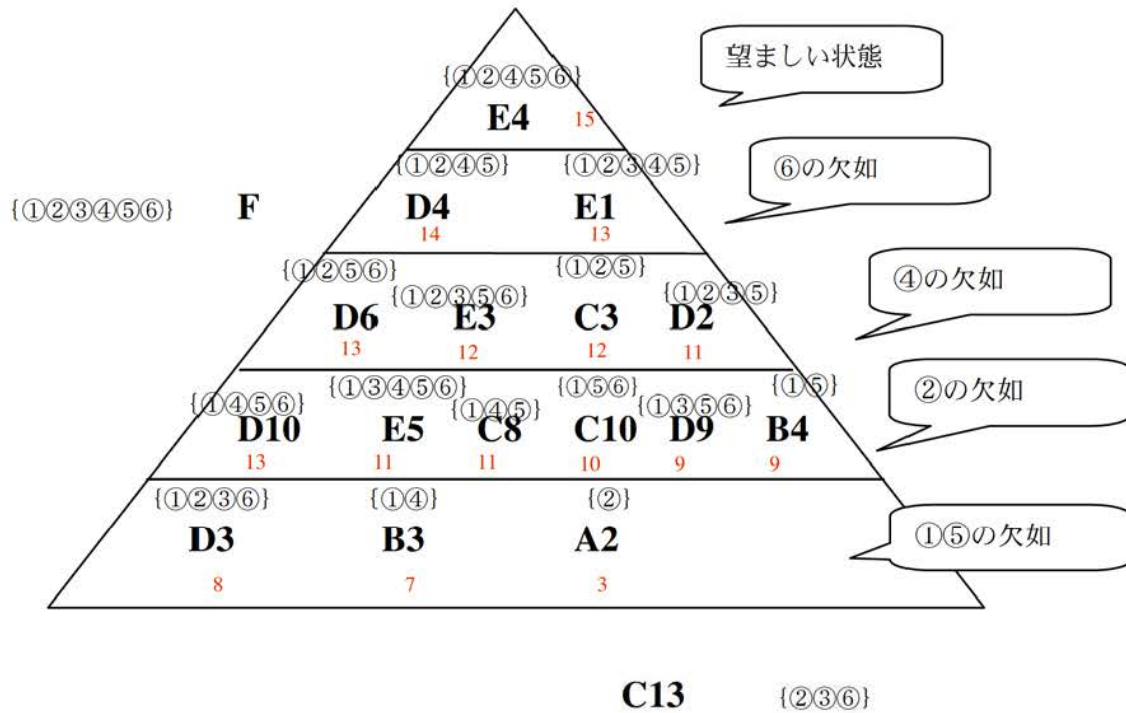 望ましい状態
{①②④⑤⑥}
E4 15
{①②④⑤} {①②③④⑤}
⑥の欠如
{①②③④⑤⑥} F
D4 E1
14 13
{①②⑤⑥} {①②③⑤⑥} {①②⑤} {①②③⑤}
④の欠如
D6 E3 C3 D2
13 12 12 11
{①④⑤⑥} {①③④⑤⑥} {①④⑤} {①⑤⑥} {①③⑤⑥} {①⑤}
②の欠如
D10 E5 C8 C10 D9 B4
13 11 11 10 9 9
{①②③⑥} {①④} {②}
D3 B3 A2
①⑤の欠如
8 7 3
C13 {②③⑥}